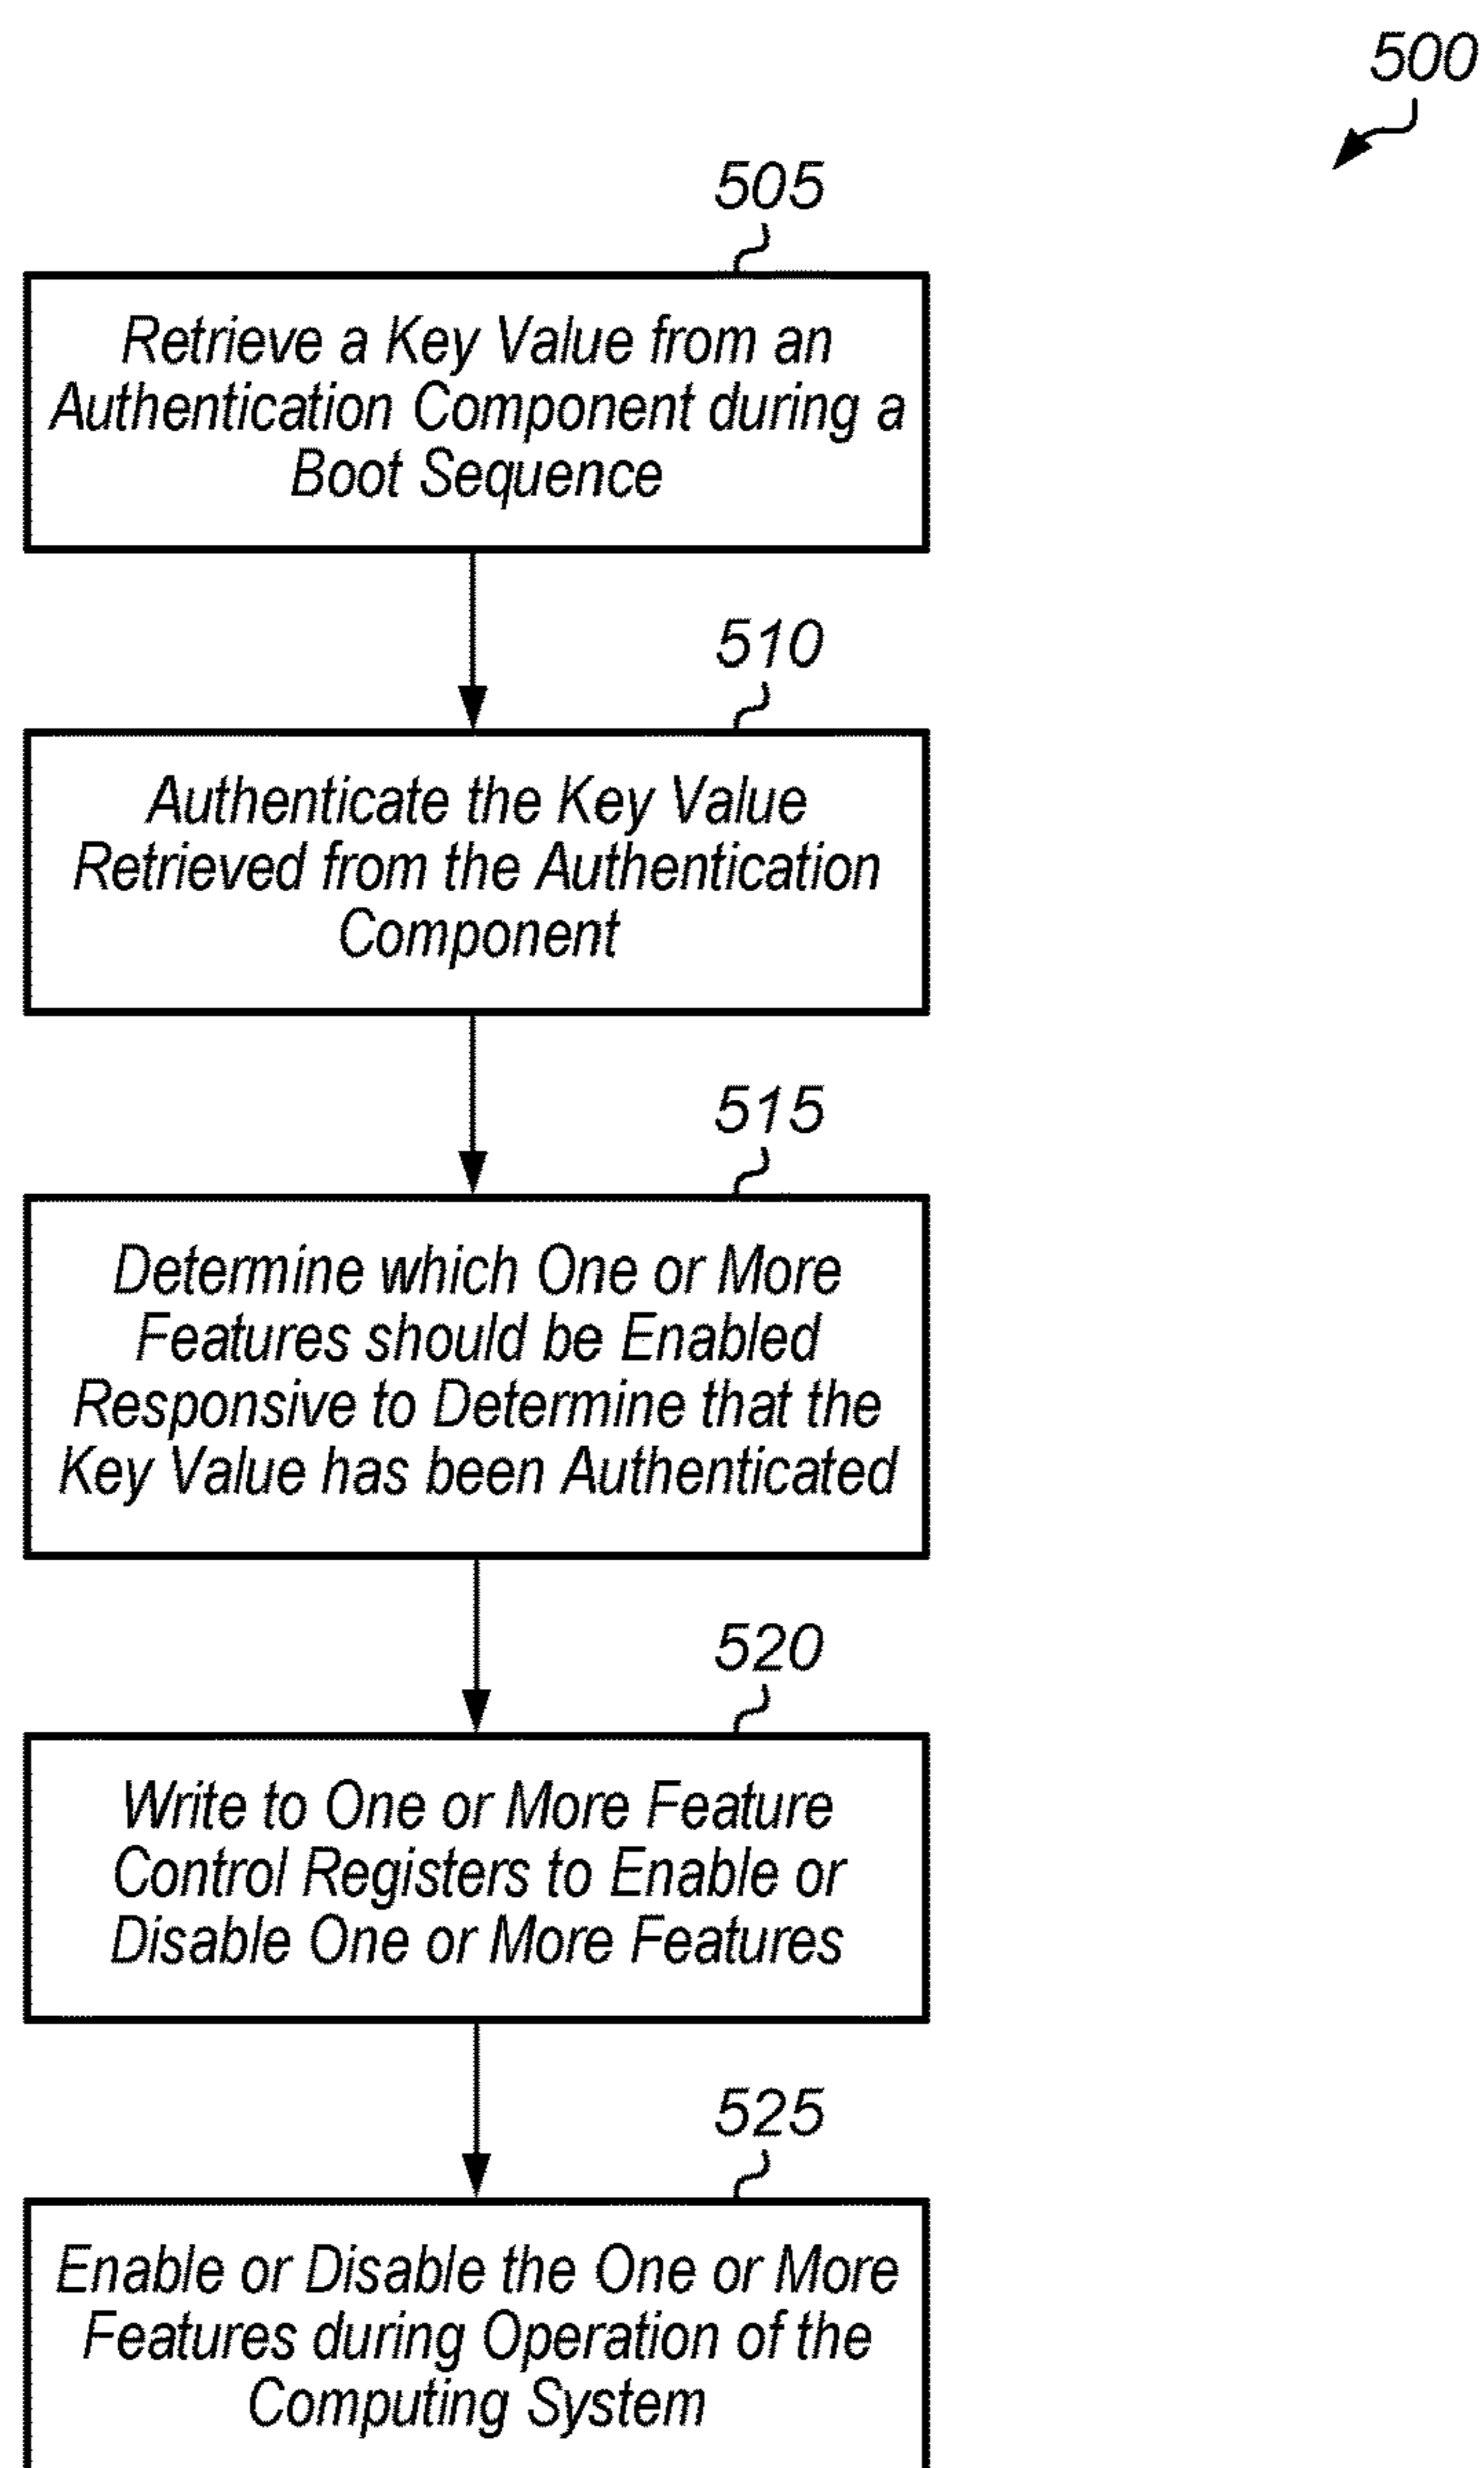 500
505
Retrieve a Key Value from an
Authentication Component during a
Boot Sequence
510
Authenticate the Key Value
Retrieved from the Authentication
Component
515
Determine which One or More
Features should be Enabled
Responsive to Determine that the
Key Value has been Authenticated
520
Write to One or More Feature
Control Registers to Enable or
Disable One or More Features
525
Enable or Disable the One or More
Features during Operation of the
Computing System